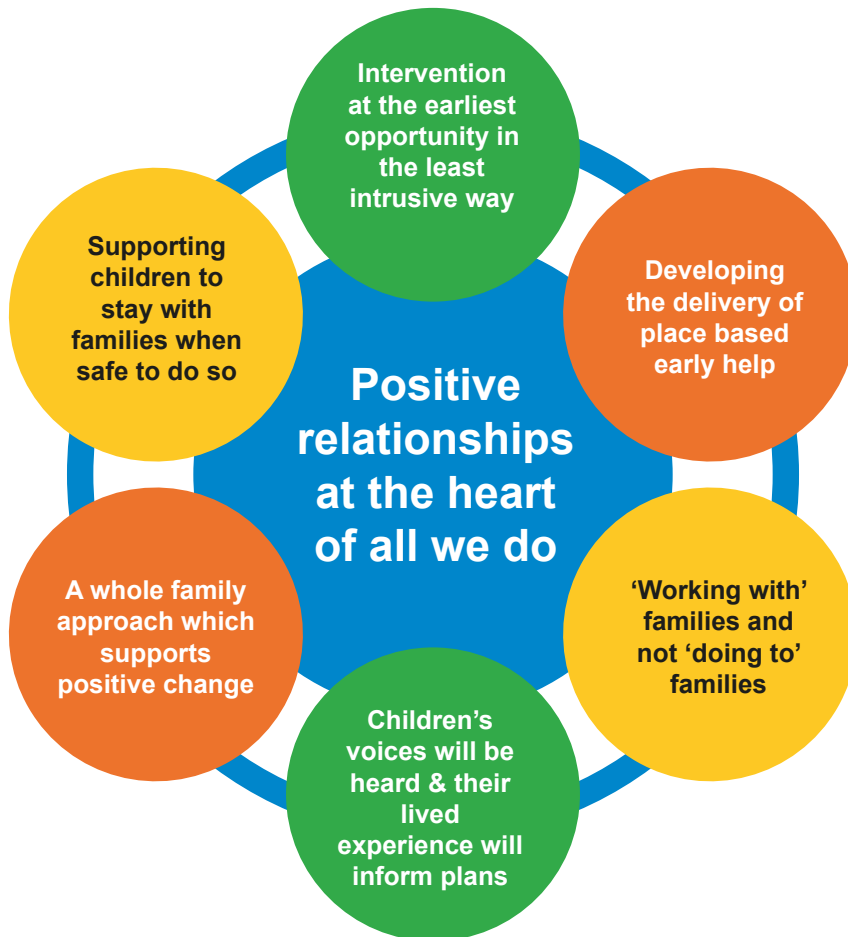 Intervention
at the earliest
opportunity in
the least
intrusive way
Developing
the delivery of
place based
early help
‘Working with’
families and
not ‘doing to’
families
Children’s
voices will be
heard & their
lived
experience will
inform plans
A whole family
approach which
supports
positive change
Supporting
children to
stay with
families when
safe to do so
Positive
relationships
at the heart
of all we do